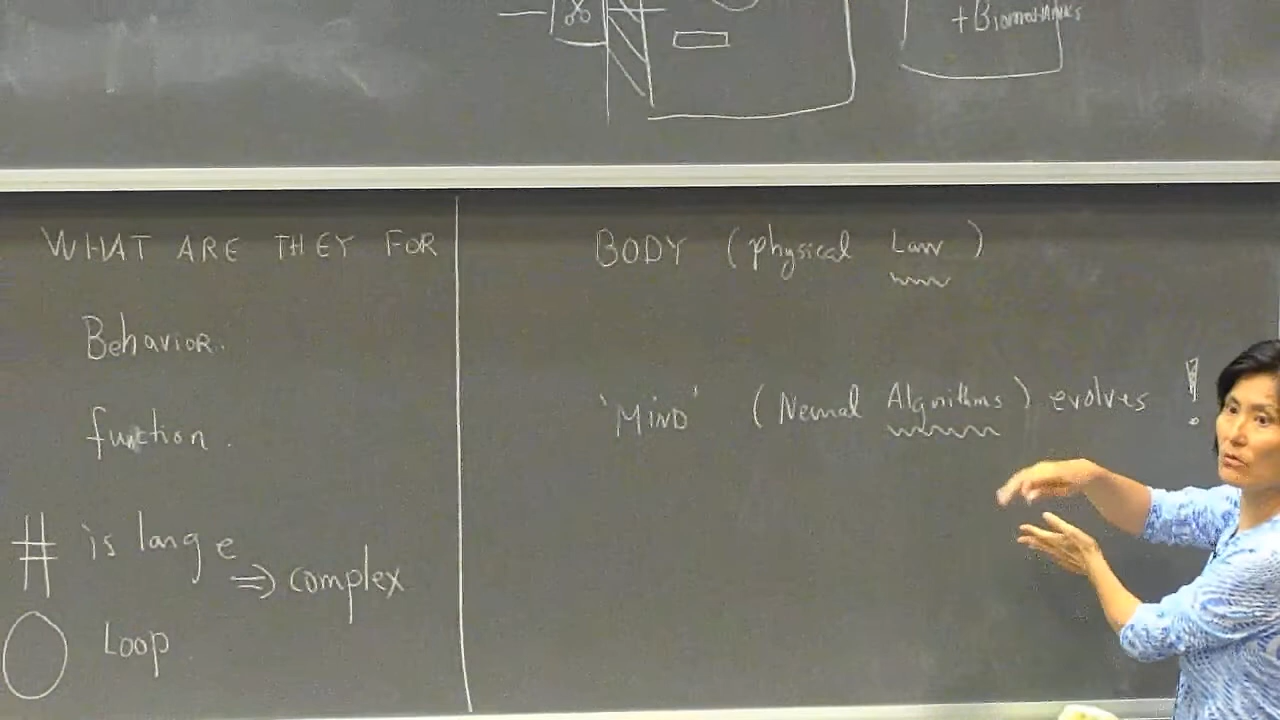 + Biomechanics
WHAT ARE THEY FOR
Behavior.
function.
# is large
⇒ complex
Loop
BODY (physical Law)
'MIND' (Neural Algorithms) evolves !